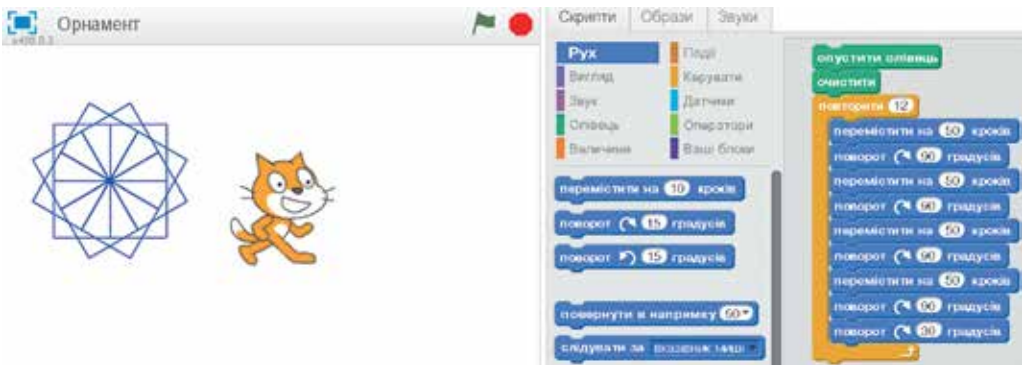 Орнамент
Скрипти Образи Звуки
Рух
Вигляд
Звук
Олівець
Величини
Події
Керувати
Датчики
Оператори
Ваші блоки
перемістити на 10 кроків
поворот 15 градусів
поворот 15 градусів
повернути в напрямку 90
слідувати за вказівник миші
опустити олівець
очистити
повторити 12
перемістити на 50 кроків
поворот 90 градусів
перемістити на 50 кроків
поворот 90 градусів
перемістити на 50 кроків
поворот 90 градусів
перемістити на 50 кроків
поворот 90 градусів
поворот 30 градусів